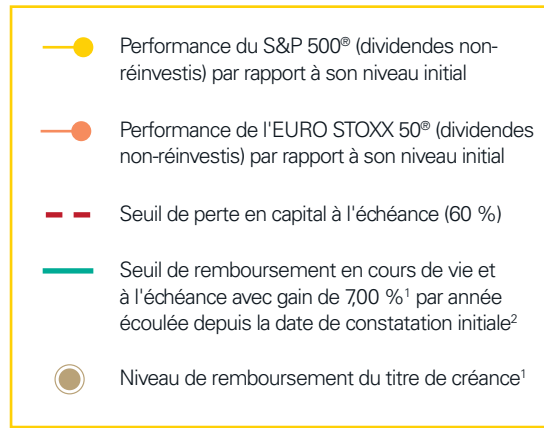 Performance du S&P 500® (dividendes non-
réinvestis) par rapport à son niveau initial
Performance de l'EURO STOXX 50® (dividendes
non-réinvestis) par rapport à son niveau initial
Seuil de perte en capital à l'échéance (60 %)
Seuil de remboursement en cours de vie et
à l'échéance avec gain de 7,00 %¹ par année
écoulée depuis la date de constatation initiale²
Niveau de remboursement du titre de créance¹